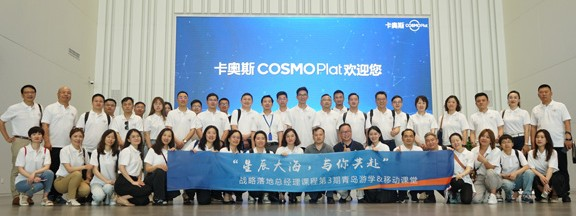 卡奥斯
COSMOPlat
卡奥斯 COSMOPlat 欢迎您
“星辰大海，与你共赴”
战略落地总经理课程第3期青岛游学&移动课堂